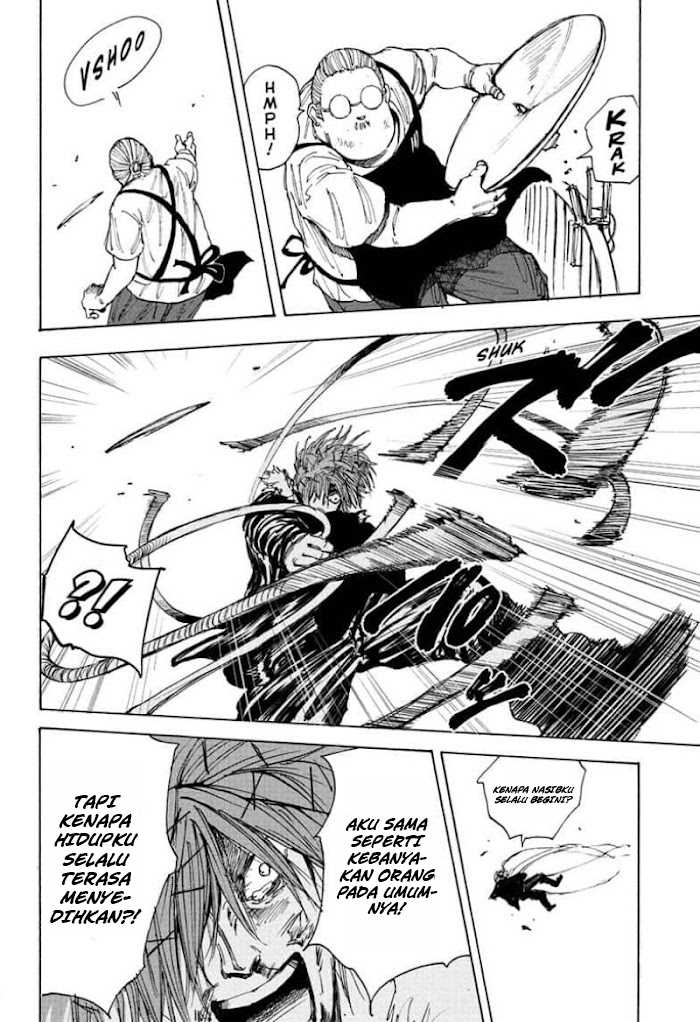 KRAK
HMPH!
VSHOO
SHUK
?!
KENAPA NASIBKU
SELALU BEGINI?
AKU SAMA
SEPERTI
KEBANYA-
KAN ORANG
PADA UMUM-
NYA!
TAPI
KENAPA
HIDUPKU
SELALU
TERASA
MENYE-
DIHKAN?!